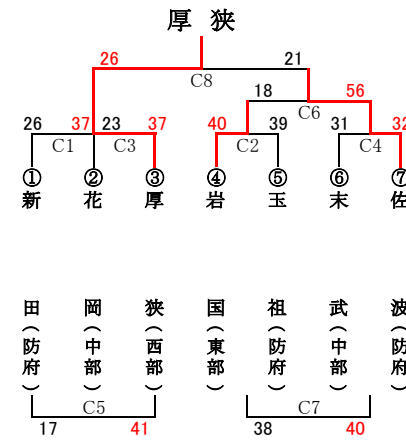 厚 狭
26 21
C8
18 56
C6
26 37 23 37 40 39 31 32
C1 C3 C2 C4
① ② ③ ④ ⑤ ⑥ ⑦
新 花 厚 岩 玉 末 佐
田 岡 狭 国 祖 武 波
（防府） （中部） （西部） （東部） （防府） （中部） （防府）
C5 C7
17 41 38 40